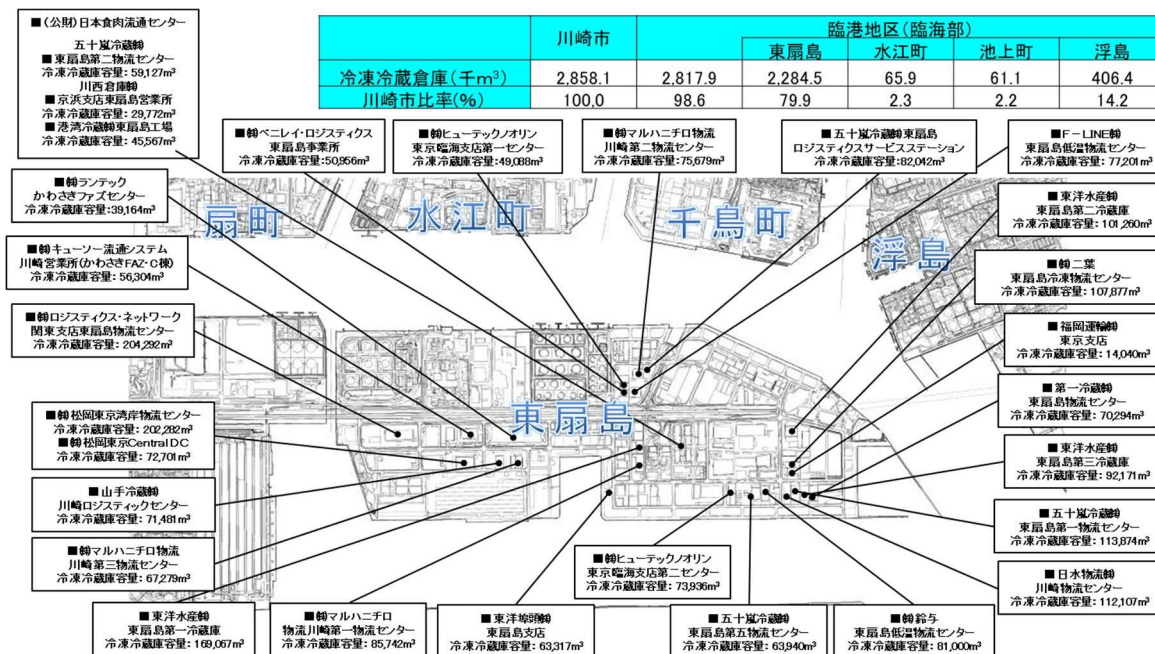 ■(公財)日本食肉流通センター
五十嵐冷蔵㈱
■東扇島第二物流センター
冷凍冷蔵庫容量：59,127m³
川西倉庫㈱
■京浜支店東扇島営業所
冷凍冷蔵庫容量：29,772m³
■港湾冷蔵㈱東扇島工場
冷凍冷蔵庫容量：45,567m³
川崎市
臨港地区(臨海部)
東扇島 水江町 池上町 浮島
冷凍冷蔵倉庫(千m³) 2,858.1 2,817.9 2,284.5 65.9 61.1 406.4
川崎市比率(%) 100.0 98.6 79.9 2.3 2.2 14.2
■㈱ベニレイ・ロジスティクス
東扇島事業所
冷凍冷蔵庫容量：50,956m³
■㈱ヒューテックノオリン
東京臨海支店第一センター
冷凍冷蔵庫容量：49,088m³
■㈱マルハニチロ物流
川崎第二物流センター
冷凍冷蔵庫容量：75,679m³
■五十嵐冷蔵㈱東扇島
ロジスティクスサービスステーション
冷凍冷蔵庫容量：82,042m³
■F－LINE㈱
東扇島低温物流センター
冷凍冷蔵庫容量：77,201m³
■㈱ランテック
かわさきファズセンター
冷凍冷蔵庫容量：39,164m³
■㈱キューソー流通システム
川崎営業所(かわさきFAZ・C棟)
冷凍冷蔵庫容量：56,304m³
■㈱ロジスティクス・ネットワーク
関東支店東扇島物流センター
冷凍冷蔵庫容量：204,292m³
■㈱松岡東京湾岸物流センター
冷凍冷蔵庫容量：202,282m³
■㈱松岡東京Central DC
冷凍冷蔵庫容量：72,701m³
■山手冷蔵㈱
川崎ロジスティックセンター
冷凍冷蔵庫容量：71,481m³
■㈱マルハニチロ物流
川崎第三物流センター
冷凍冷蔵庫容量：67,279m³
扇町
水江町
千鳥町
浮島
東扇島
■東洋水産㈱
東扇島第二冷蔵庫
冷凍冷蔵庫容量：101,260m³
■㈱二葉
東扇島冷凍物流センター
冷凍冷蔵庫容量：107,877m³
■福岡運輸㈱
東京支店
冷凍冷蔵庫容量：14,040m³
■第一冷蔵㈱
東扇島物流センター
冷凍冷蔵庫容量：70,294m³
■東洋水産㈱
東扇島第三冷蔵庫
冷凍冷蔵庫容量：92,171m³
■五十嵐冷蔵㈱
東扇島第一物流センター
冷凍冷蔵庫容量：113,874m³
■日水物流㈱
川崎物流センター
冷凍冷蔵庫容量：112,107m³
■東洋水産㈱
東扇島第一冷蔵庫
冷凍冷蔵庫容量：169,067m³
■㈱マルハニチロ
物流川崎第一物流センター
冷凍冷蔵庫容量：85,742m³
■東洋埠頭㈱
東扇島支店
冷凍冷蔵庫容量：63,317m³
■㈱ヒューテックノオリン
東京臨海支店第二センター
冷凍冷蔵庫容量：73,936m³
■五十嵐冷蔵㈱
東扇島第五物流センター
冷凍冷蔵庫容量：63,940m³
■㈱鈴与
東扇島低温物流センター
冷凍冷蔵庫容量：81,000m³